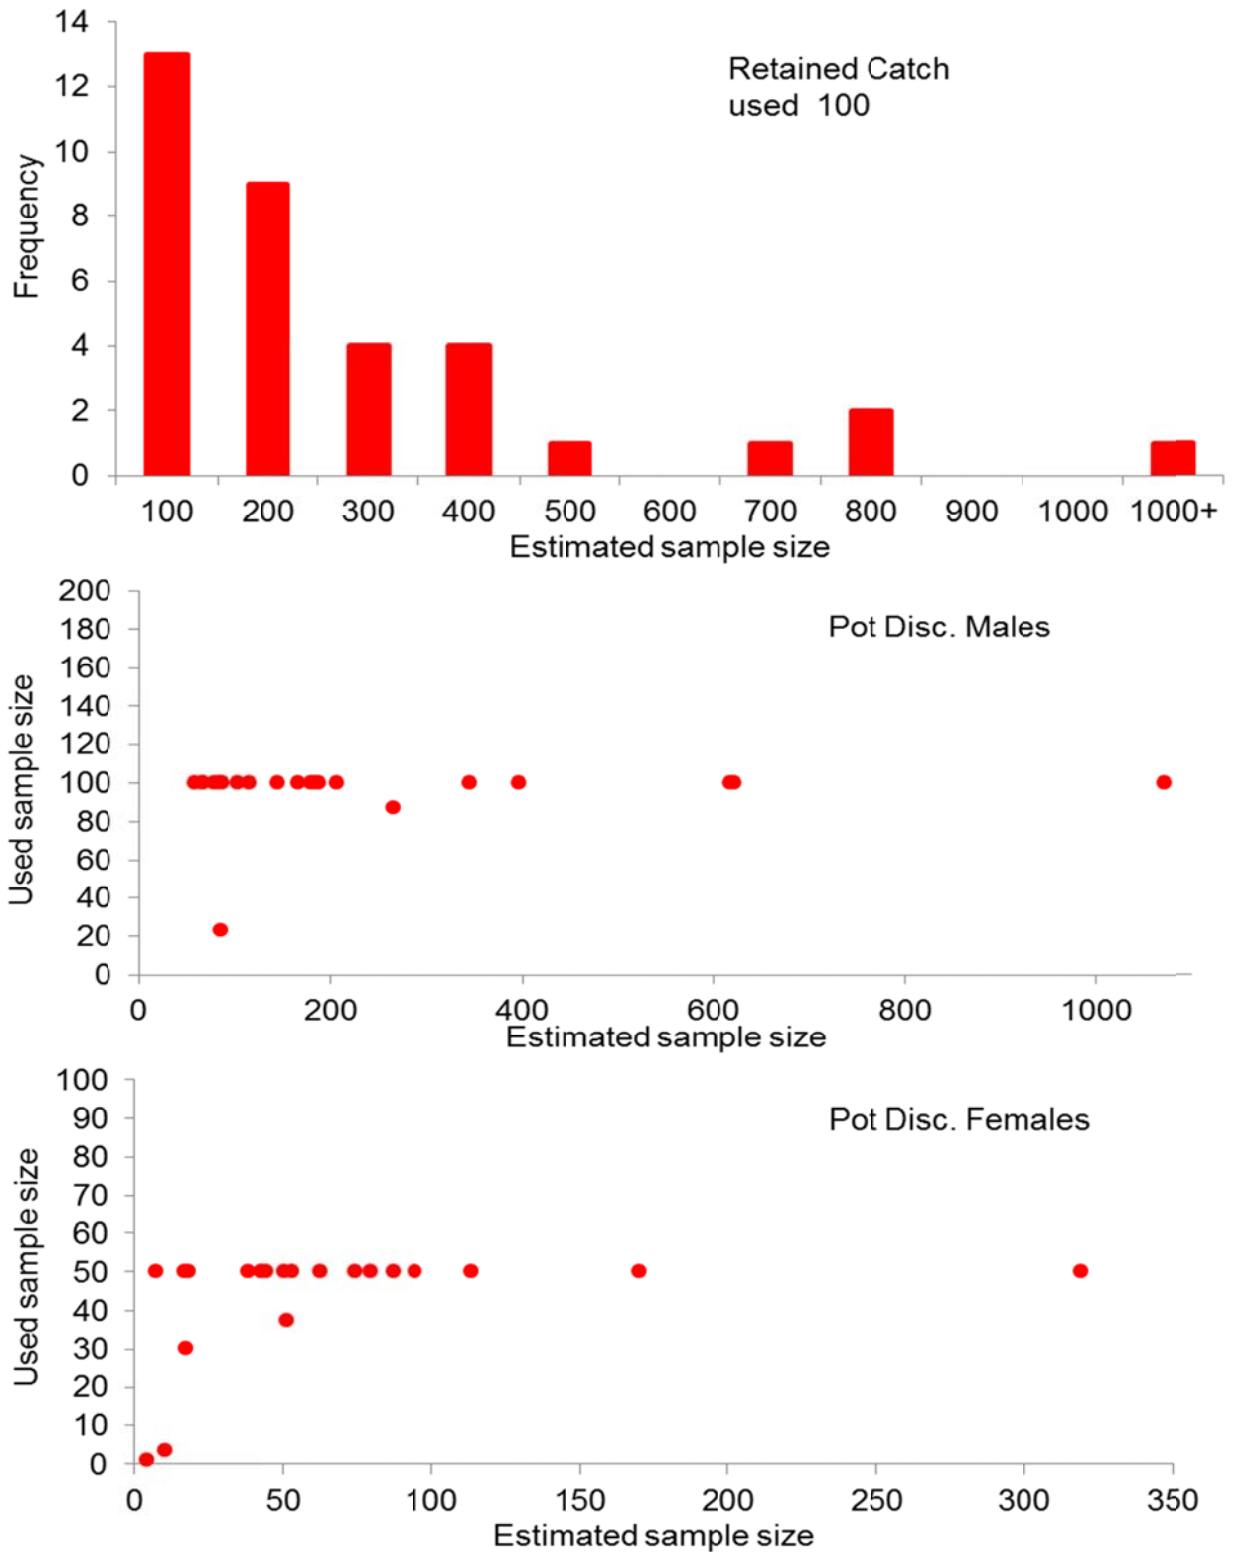 14
12
10
8
6
4
2
0
Frequency
Retained Catch
used 100
100 200 300 400 500 600 700 800 900 1000 1000+
Estimated sample size
200
180
160
140
120
100
80
60
40
20
0
Used sample size
Pot Disc. Males
0 200 400 600 800 1000
Estimated sample size
100
90
80
70
60
50
40
30
20
10
0
Used sample size
Pot Disc. Females
0 50 100 150 200 250 300 350
Estimated sample size